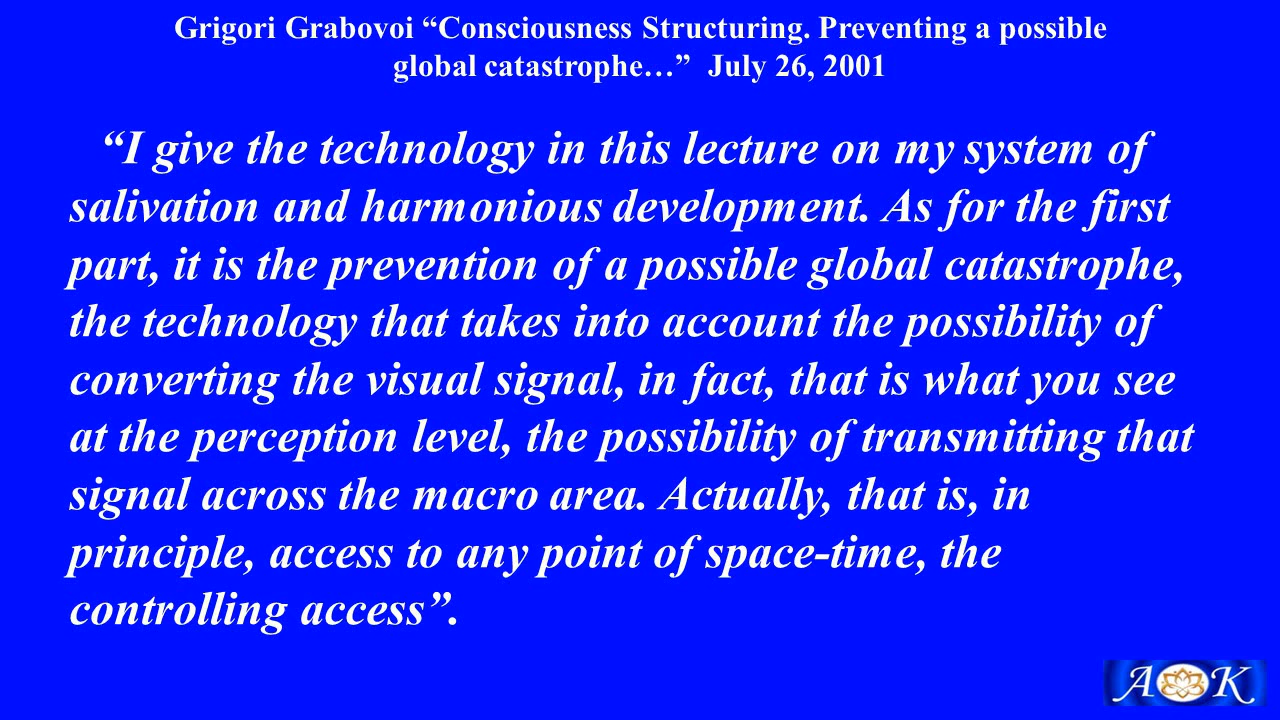 Grigori Grabovoi “Consciousness Structuring. Preventing a possible
global catastrophe…” July 26, 2001
“I give the technology in this lecture on my system of
salivation and harmonious development. As for the first
part, it is the prevention of a possible global catastrophe,
the technology that takes into account the possibility of
converting the visual signal, in fact, that is what you see
at the perception level, the possibility of transmitting that
signal across the macro area. Actually, that is, in
principle, access to any point of space-time, the
controlling access”.
A K